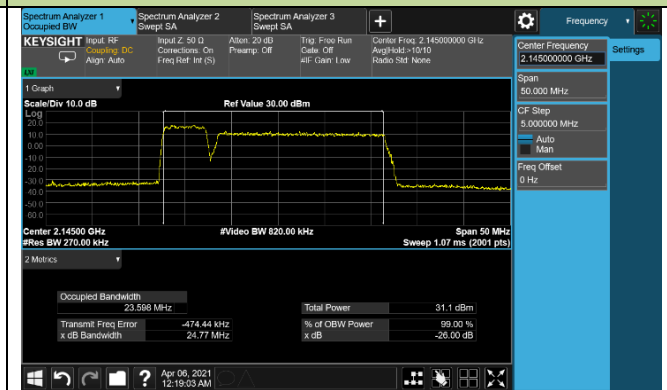 Spectrum Analyzer 1
Occupied BW
Spectrum Analyzer 2
Swept SA
Spectrum Analyzer 3
Swept SA
Frequency
KEYSIGHT
Input: RF
Coupling: DC
Align: Auto
Input Z: 50 Ω
Corrections: On
Freq Ref: Int (S)
Atten: 20 dB
Preamp: Off
Trig: Free Run
Gate: Off
#IF Gain: Low
Center Freq: 2.145000000 GHz
Avg|Hold:>10/10
Radio Std: None
1 Graph
Scale/Div 10.0 dB
Ref Value 30.00 dBm
Log
20.0
10.0
0.00
-10.0
-20.0
-30.0
-40.0
-50.0
-60.0
Center 2.14500 GHz
#Video BW 820.00 kHz
Span 50 MHz
#Res BW 270.00 kHz
Sweep 1.07 ms (2001 pts)
2 Metrics
Occupied Bandwidth
23.598 MHz
Total Power
31.1 dBm
Transmit Freq Error
-474.44 kHz
% of OBW Power
99.00 %
x dB Bandwidth
24.77 MHz
x dB
-26.00 dB
Center Frequency
2.145000000 GHz
Settings
Span
50.000 MHz
CF Step
5.000000 MHz
Auto
Man
Freq Offset
0 Hz
Apr 06, 2021
12:19:03 AM